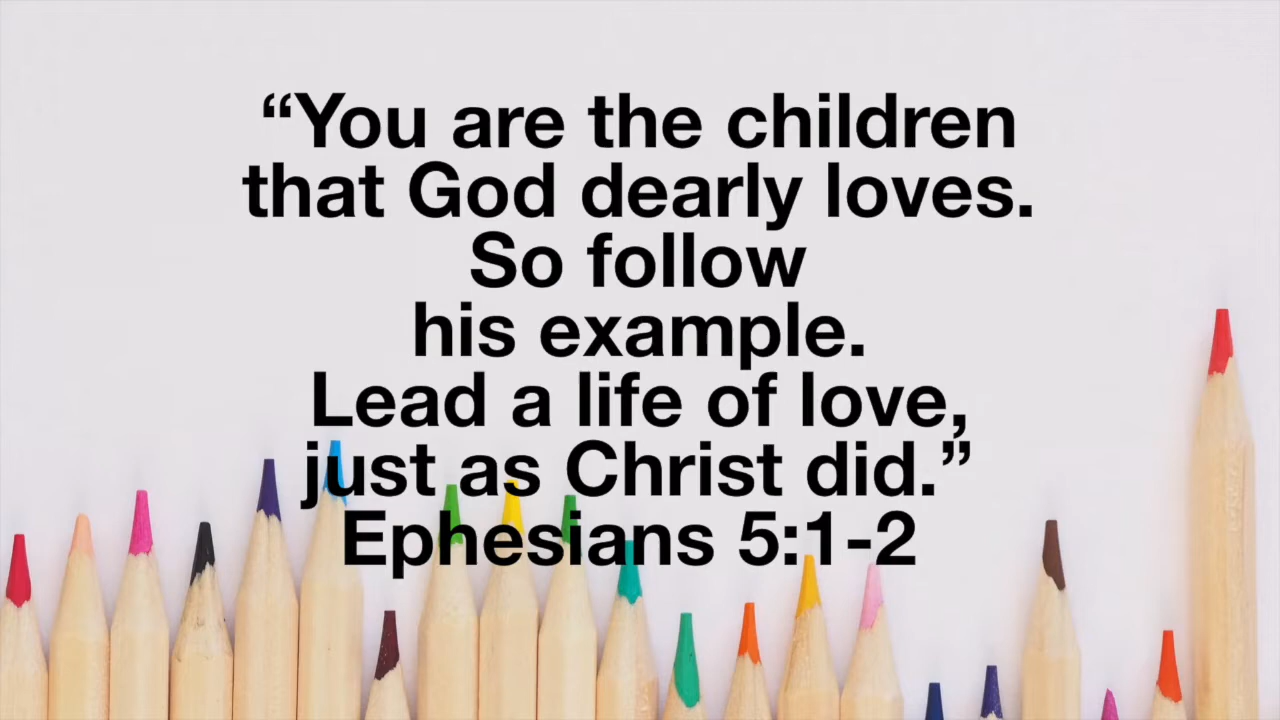 “You are the children
that God dearly loves.
So follow
his example.
Lead a life of love,
just as Christ did.”
Ephesians 5:1-2